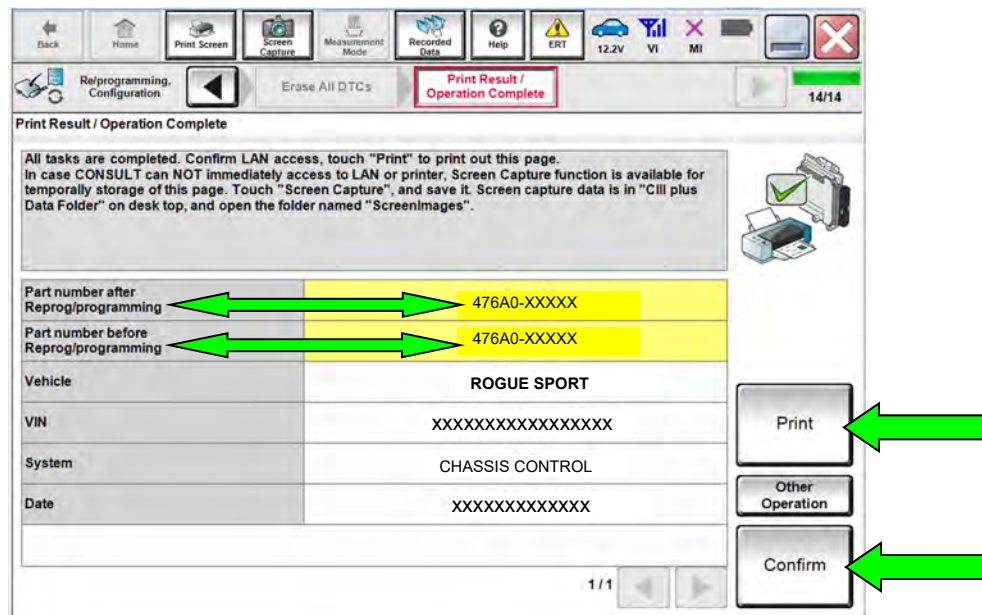 Back
Home
Print Screen
Screen
Capture
Measurement
Mode
Recorded
Data
Help
ERT
12.2V
VI
MI
Re/programming,
Configuration
Erase All DTCs
Print Result /
Operation Complete
14/14
Print Result / Operation Complete
All tasks are completed. Confirm LAN access, touch "Print" to print out this page.
In case CONSULT can NOT immediately access to LAN or printer, Screen Capture function is available for
temporally storage of this page. Touch "Screen Capture", and save it. Screen capture data is in "CIII plus
Data Folder" on desk top, and open the folder named "ScreenImages".
Part number after
Reprog/programming
476A0-XXXXX
Part number before
Reprog/programming
476A0-XXXXX
Vehicle
ROGUE SPORT
VIN
XXXXXXXXXXXXXXXXX
System
CHASSIS CONTROL
Date
XXXXXXXXXXXXX
Print
Other
Operation
Confirm
1/1